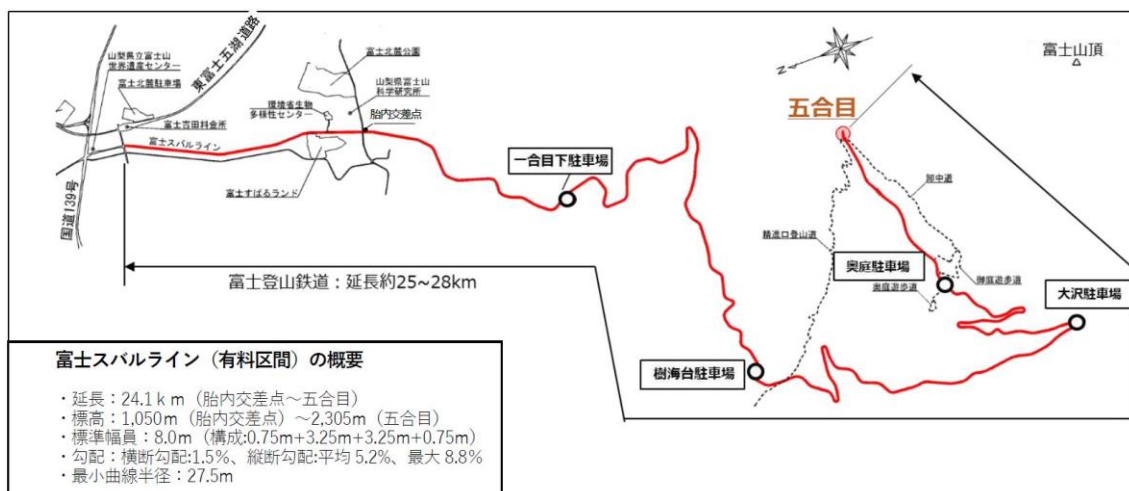 山梨県立富士山
世界遺産センター
富士北麓駐車場
東富士五湖道路
富士吉田料金所
富士スバルライン
国道139号
富士北麓公園
山梨県富士山
科学研究所
環境省生物
多様性センター
胎内交差点
富士すばるランド
一合目下駐車場
N
富士山頂
五合目
御中道
精進口登山道
奥庭駐車場
奥庭遊歩道
御庭遊歩道
大沢駐車場
樹海台駐車場
富士登山鉄道：延長約25~28km
富士スバルライン（有料区間）の概要
・延長：24.1ｋｍ（胎内交差点～五合目）
・標高：1,050m（胎内交差点）～2,305m（五合目）
・標準幅員：8.0m（構成:0.75m+3.25m+3.25m+0.75m）
・勾配：横断勾配:1.5%、縦断勾配:平均 5.2%、最大 8.8%
・最小曲線半径：27.5m